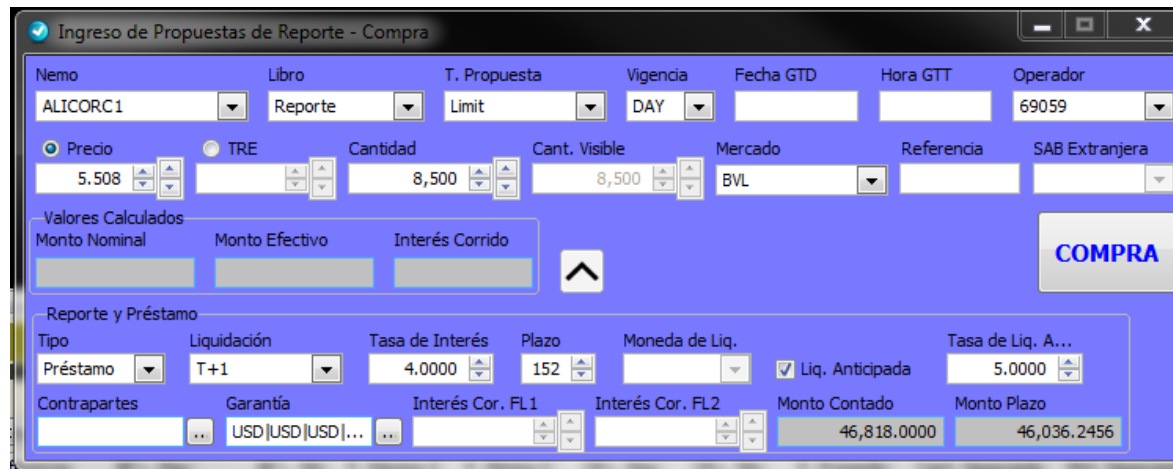 Ingreso de Propuestas de Reporte - Compra
Nemo Libro T. Propuesta Vigencia Fecha GTD Hora GTT Operador
ALICORC1 Reporte Limit DAY 69059
Precio TRE Cantidad Cant. Visible Mercado Referencia SAB Extranjera
5.508 8,500 8,500 BVL
Valores Calculados
Monto Nominal Monto Efectivo Interés Corrido
COMPRA
Reporte y Préstamo
Tipo Liquidación Tasa de Interés Plazo Moneda de Liq. Tasa de Liq. A...
Préstamo T+1 4.0000 152 Liq. Anticipada 5.0000
Contrapartes Garantía Interés Cor. FL1 Interés Cor. FL2 Monto Contado Monto Plazo
.. USD|USD|USD|... .. 46,818.0000 46,036.2456